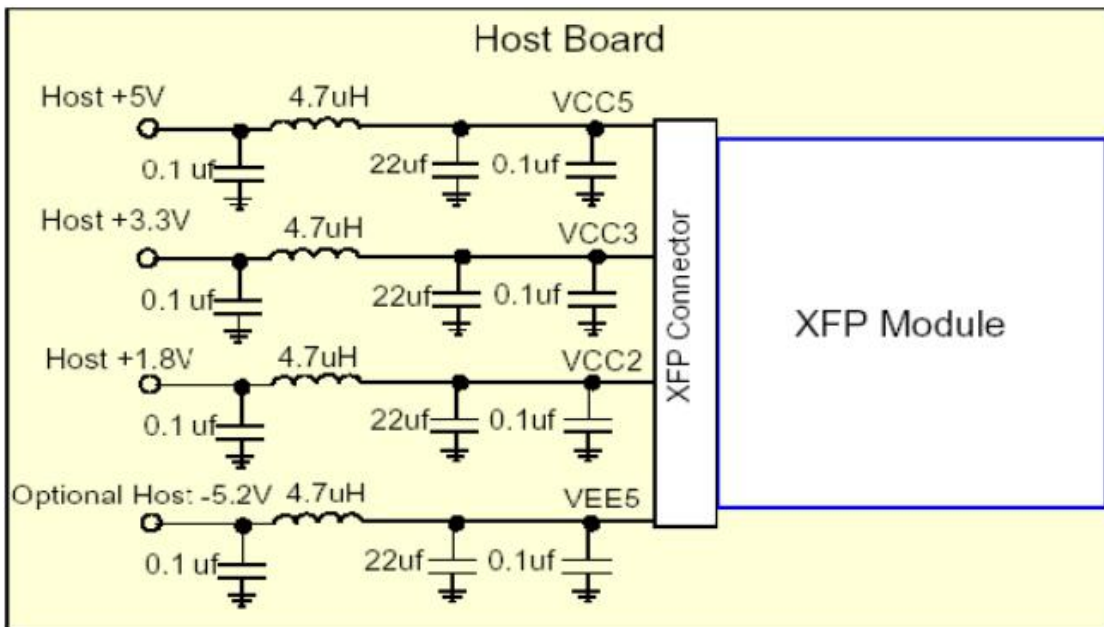 Host Board
Host +5V
4.7uH
VCC5
0.1 uf
22uf
0.1uf
Host +3.3V
4.7uH
VCC3
0.1 uf
22uf
0.1uf
Host +1.8V
4.7uH
VCC2
0.1 uf
22uf
0.1uf
Optional Host -5.2V
4.7uH
VEE5
0.1 uf
22uf
0.1uf
XFP Connector
XFP Module